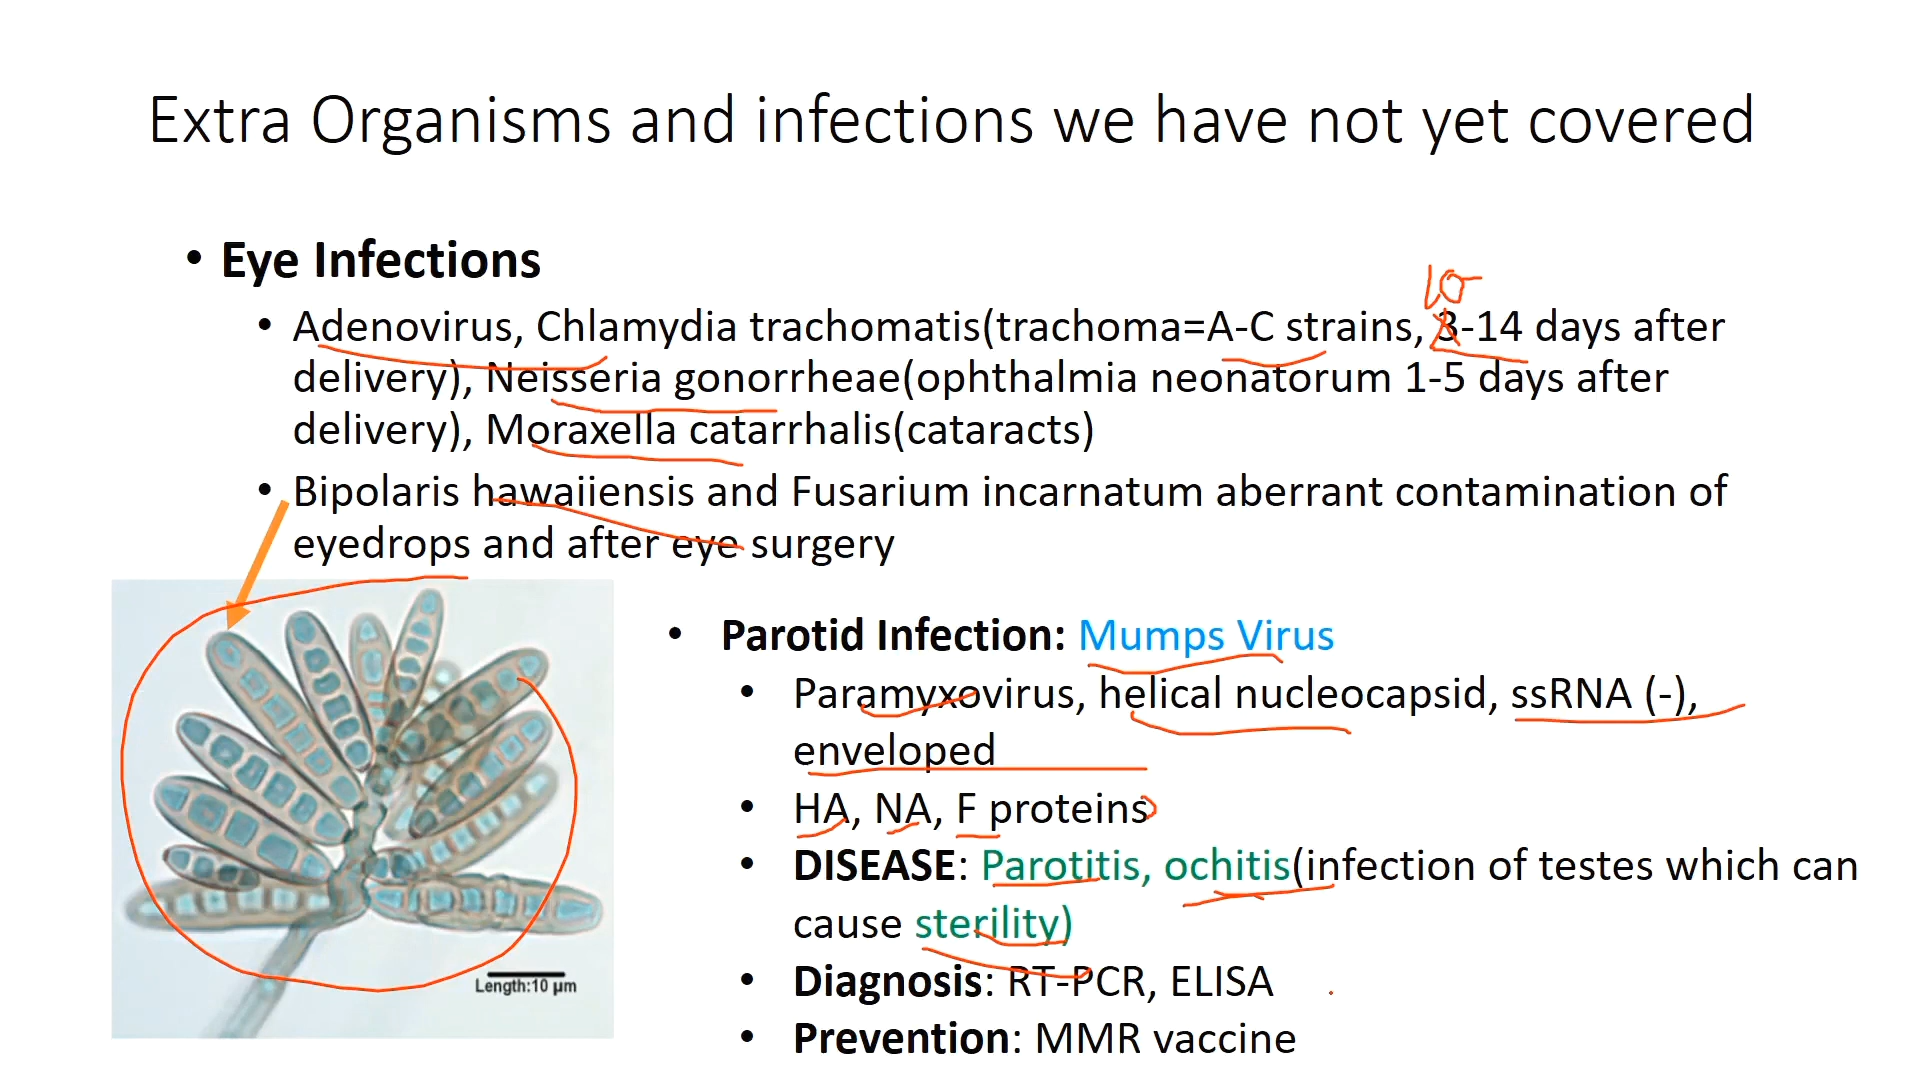 Extra Organisms and infections we have not yet covered
• Eye Infections
• Adenovirus, Chlamydia trachomatis(trachoma=A-C strains, 3-14 days after
delivery), Neisseria gonorrheae(ophthalmia neonatorum 1-5 days after
delivery), Moraxella catarrhalis(cataracts)
• Bipolaris hawaiiensis and Fusarium incarnatum aberrant contamination of
eyedrops and after eye surgery
Length:10 µm
• Parotid Infection: Mumps Virus
• Paramyxovirus, helical nucleocapsid, ssRNA (-),
enveloped
• HA, NA, F proteins
• DISEASE: Parotitis, ochitis(infection of testes which can
cause sterility)
• Diagnosis: RT-PCR, ELISA
• Prevention: MMR vaccine